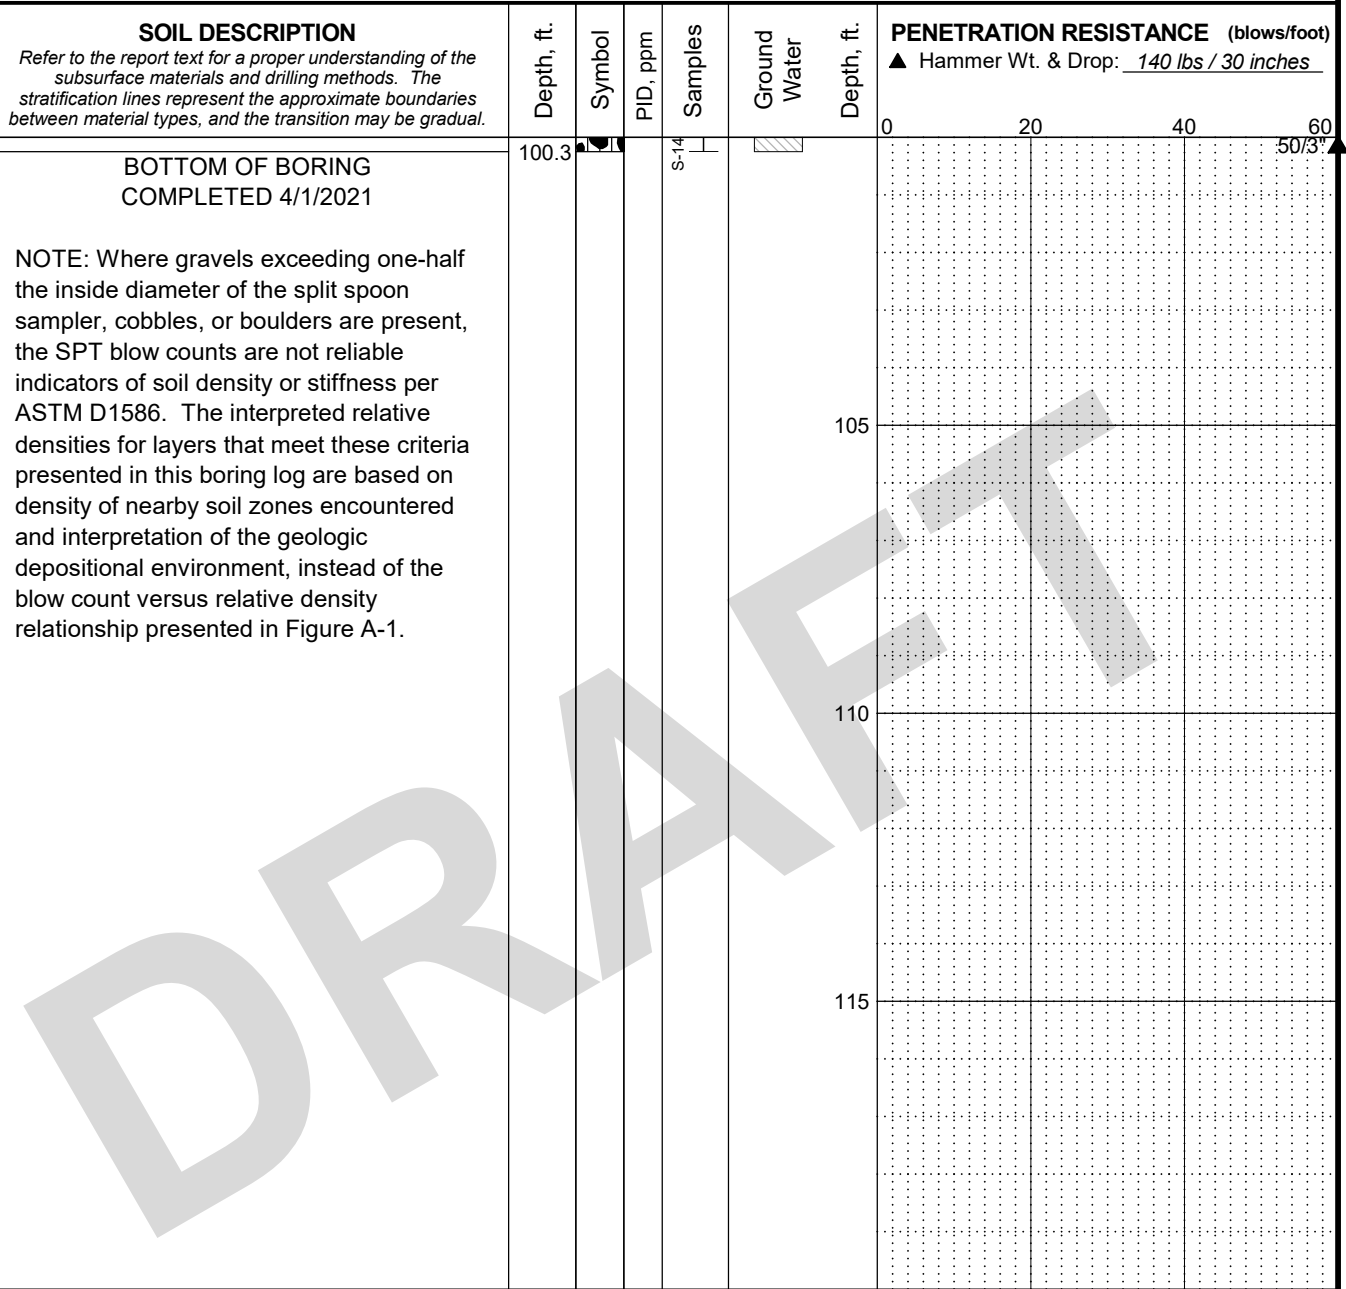 SOIL DESCRIPTION
Refer to the report text for a proper understanding of the
subsurface materials and drilling methods. The
stratification lines represent the approximate boundaries
between material types, and the transition may be gradual.
Depth, ft.
Symbol
PID, ppm
Samples
Ground
Water
Depth, ft.
PENETRATION RESISTANCE (blows/foot)
▲ Hammer Wt. & Drop: 140 lbs / 30 inches
0 20 40 60
100.3
S-14
50/3"
BOTTOM OF BORING
COMPLETED 4/1/2021
NOTE: Where gravels exceeding one-half
the inside diameter of the split spoon
sampler, cobbles, or boulders are present,
the SPT blow counts are not reliable
indicators of soil density or stiffness per
ASTM D1586. The interpreted relative
densities for layers that meet these criteria
presented in this boring log are based on
density of nearby soil zones encountered
and interpretation of the geologic
depositional environment, instead of the
blow count versus relative density
relationship presented in Figure A-1.
105
110
115
DRAFT